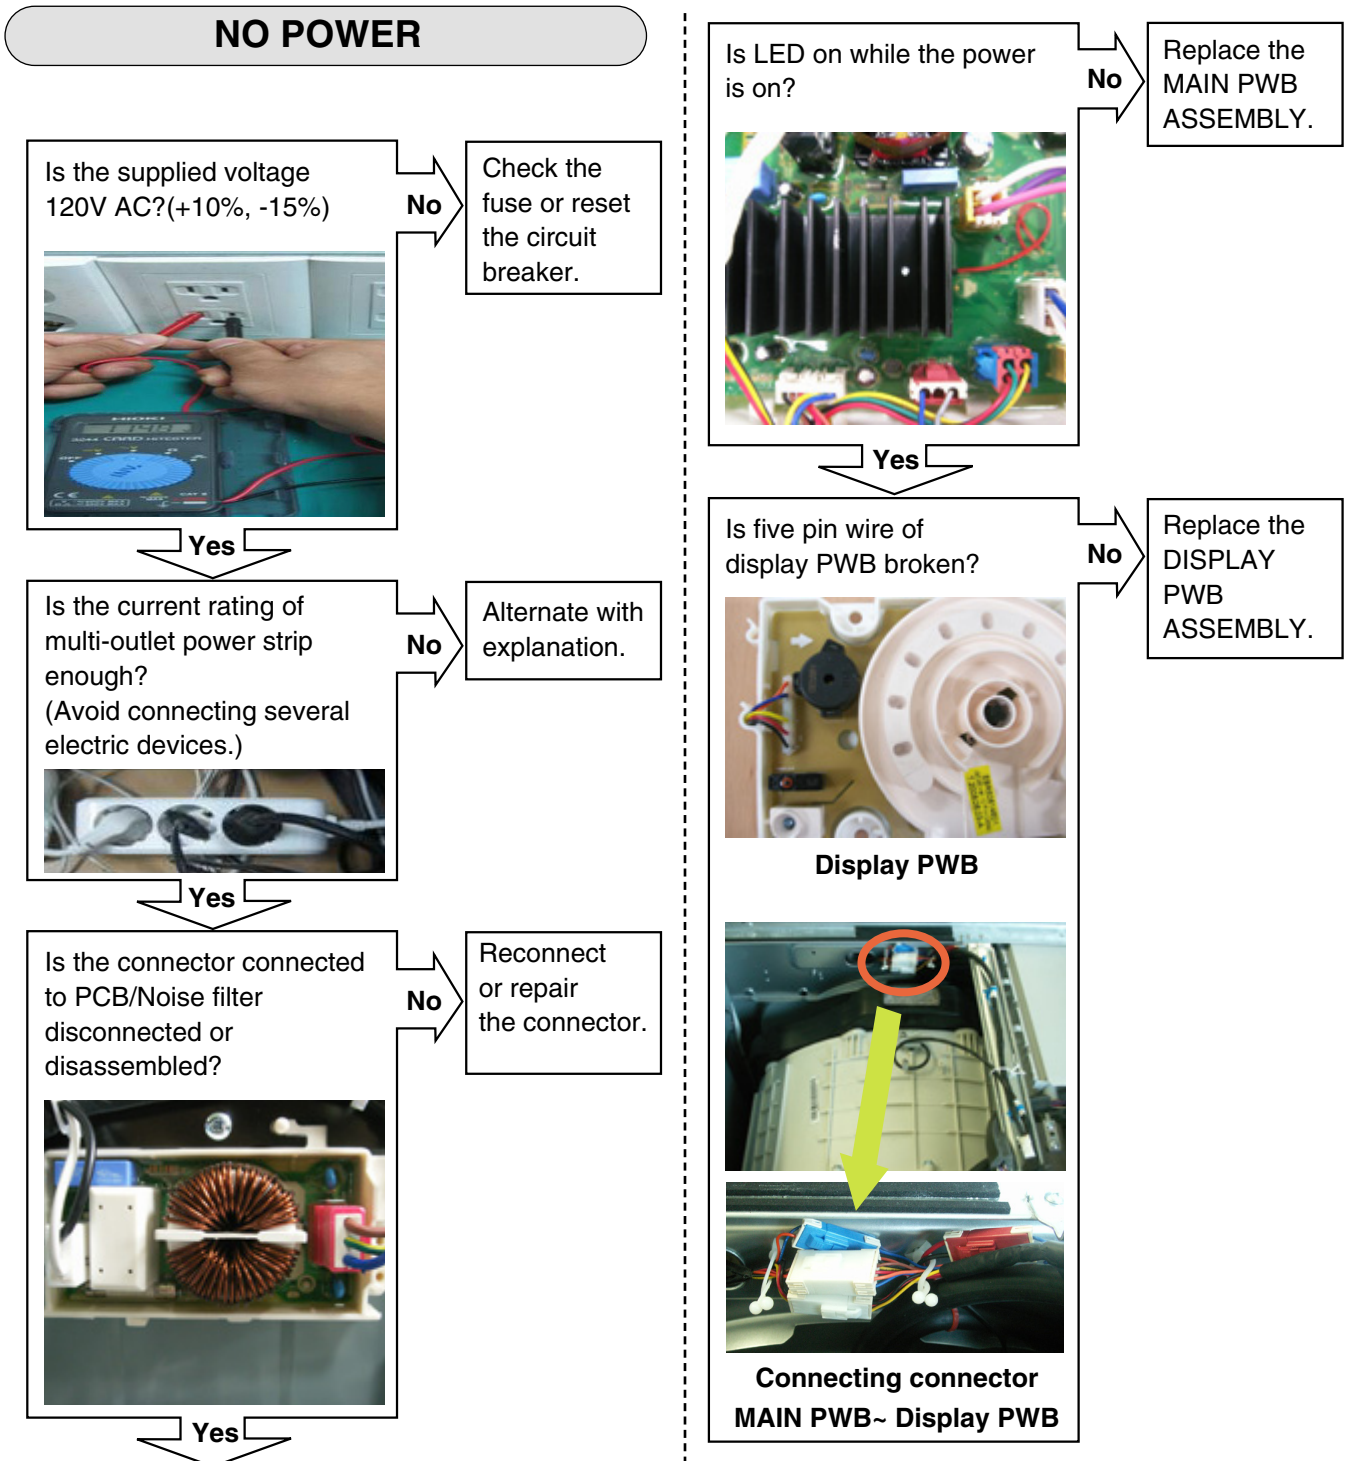 NO POWER
Is the supplied voltage
120V AC?(+10%, -15%)
No
Check the
fuse or reset
the circuit
breaker.
HIOKI
3244 CARD HITESTER
OFF
Yes
Is the current rating of
multi-outlet power strip
enough?
(Avoid connecting several
electric devices.)
No
Alternate with
explanation.
Yes
Is the connector connected
to PCB/Noise filter
disconnected or
disassembled?
No
Reconnect
or repair
the connector.
Yes
Is LED on while the power
is on?
No
Replace the
MAIN PWB
ASSEMBLY.
Yes
Is five pin wire of
display PWB broken?
No
Replace the
DISPLAY
PWB
ASSEMBLY.
Display PWB
Connecting connector
MAIN PWB~ Display PWB